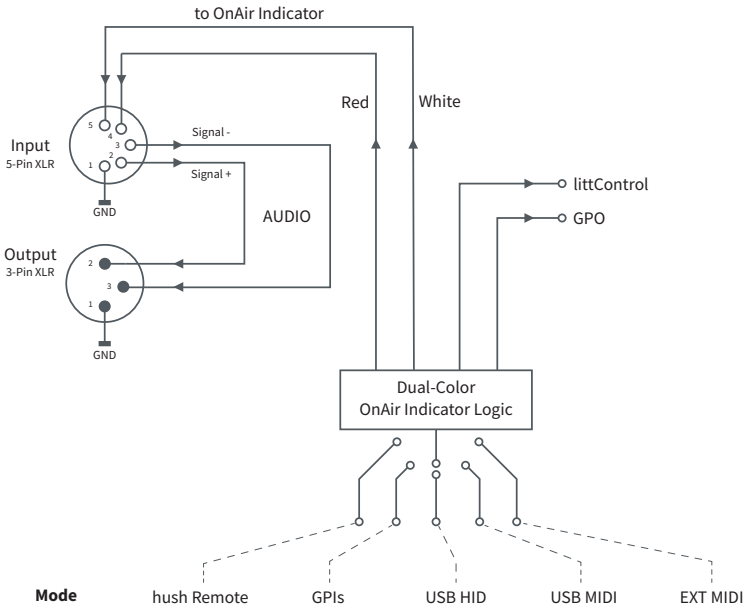 to OnAir Indicator
Red
White
Input
5-Pin XLR
5
4
3
2
1
Signal -
Signal +
GND
AUDIO
littControl
GPO
Output
3-Pin XLR
2
3
1
GND
Dual-Color
OnAir Indicator Logic
Mode
hush Remote
GPIs
USB HID
USB MIDI
EXT MIDI